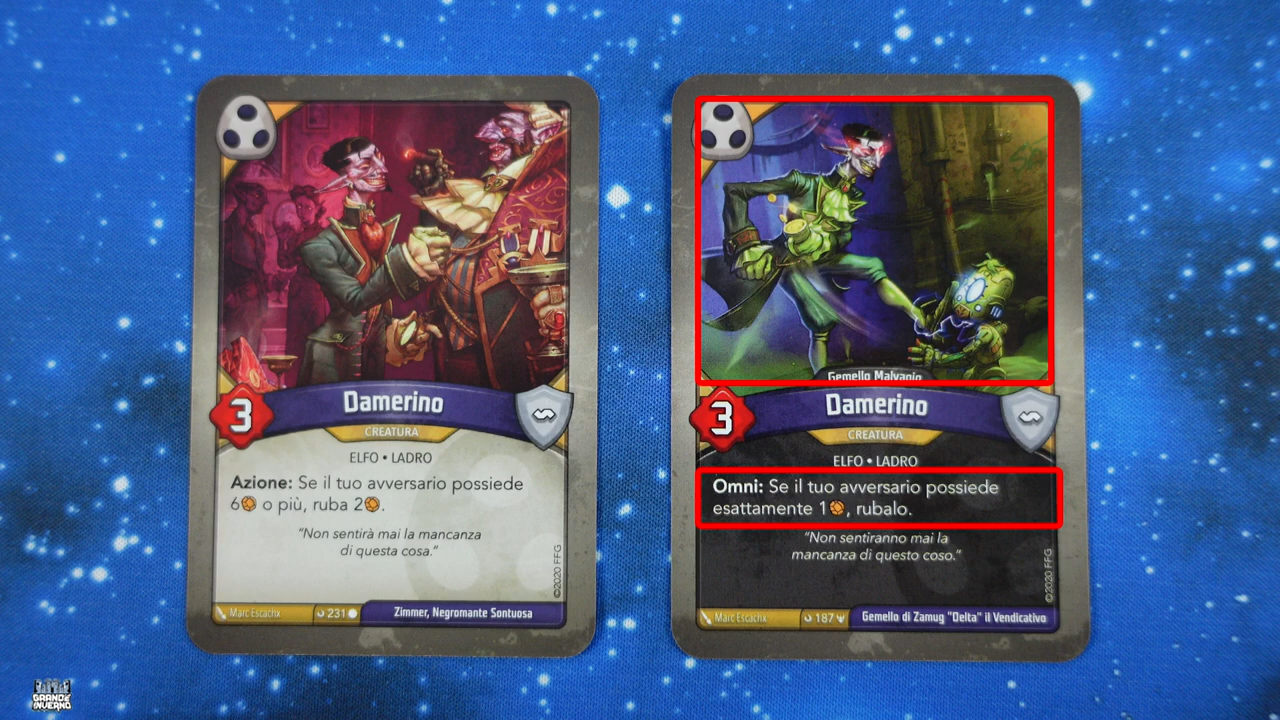 3
Damerino
CREATURA
ELFO • LADRO
Azione: Se il tuo avversario possiede
6 o più, ruba 2.
"Non sentirà mai la mancanza
di questa cosa."
©2020 FFG
Marc Escachx
231
Zimmer, Negromante Sontuosa
Gemello Malvagio
3
Damerino
CREATURA
ELFO • LADRO
Omni: Se il tuo avversario possiede
esattamente 1, rubalo.
"Non sentiranno mai la
mancanza di questo coso."
©2020 FFG
Marc Escachx
187
Gemello di Zamug "Delta" il Vendicativo
GRANDE
INVERNO